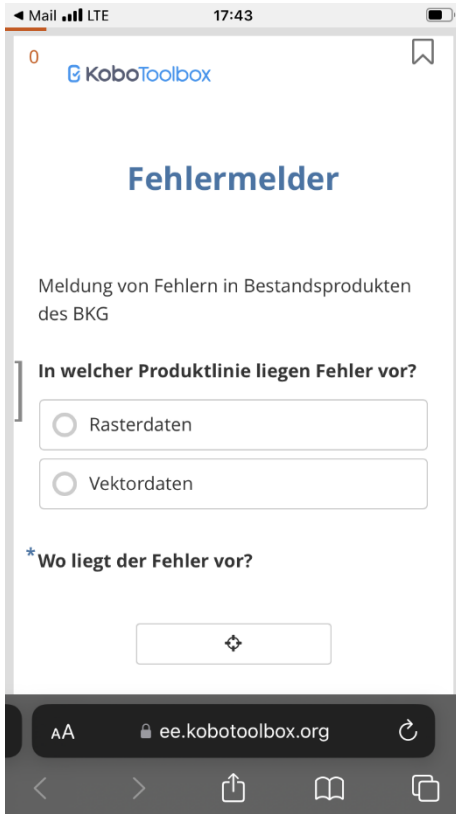 Mail LTE 17:43
0
KoboToolbox
Fehlermelder
Meldung von Fehlern in Bestandsprodukten
des BKG
In welcher Produktlinie liegen Fehler vor?
Rasterdaten
Vektordaten
*Wo liegt der Fehler vor?
AA ee.kobotoolbox.org